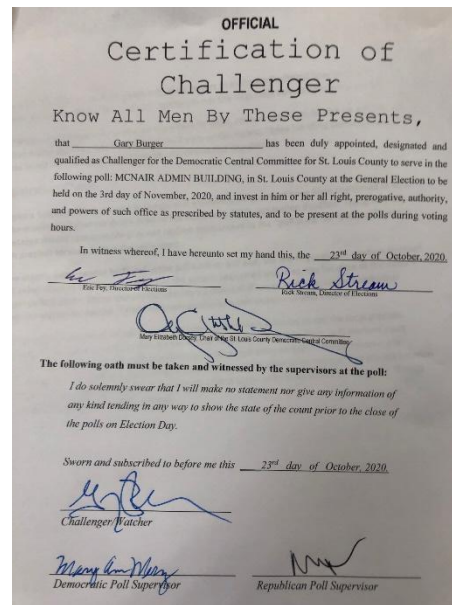 OFFICIAL
Certification of
Challenger
Know All Men By These Presents,
that Gary Burger has been duly appointed, designated and
qualified as Challenger for the Democratic Central Committee for St. Louis County to serve in the
following poll: MCNAIR ADMIN BUILDING, in St. Louis County at the General Election to be
held on the 3rd day of November, 2020, and invest in him or her all right, prerogative, authority,
and powers of such office as prescribed by statutes, and to be present at the polls during voting
hours.
In witness whereof, I have hereunto set my hand this, the 23rd day of October, 2020.
Rick Stream
Eric Fey, Director of Elections Rick Stream, Director of Elections
Mary Elizabeth Chair of the St. Louis County Democratic Central Committee
The following oath must be taken and witnessed by the supervisors at the poll:
I do solemnly swear that I will make no statement nor give any information of
any kind tending in any way to show the state of the count prior to the close of
the polls on Election Day.
Sworn and subscribed to before me this 23rd day of October, 2020.
Challenger/Watcher
Mary Ann
Democratic Poll Supervisor Republican Poll Supervisor